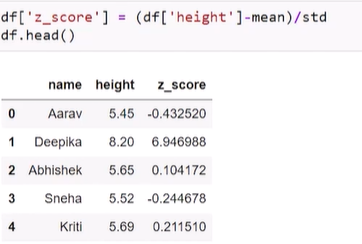 df['z_score'] = (df['height']-mean)/std
df.head()
name height z_score
0 Aarav 5.45 -0.432520
1 Deepika 8.20 6.946988
2 Abhishek 5.65 0.104172
3 Sneha 5.52 -0.244678
4 Kriti 5.69 0.211510